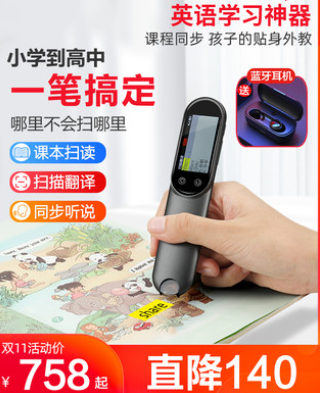 英语学习神器
课程同步 孩子的贴身外教
小学到高中
一笔搞定
哪里不会扫哪里
蓝牙耳机
送
课本扫读
扫描翻译
同步听说
share
双11活动价
¥758起
直降140